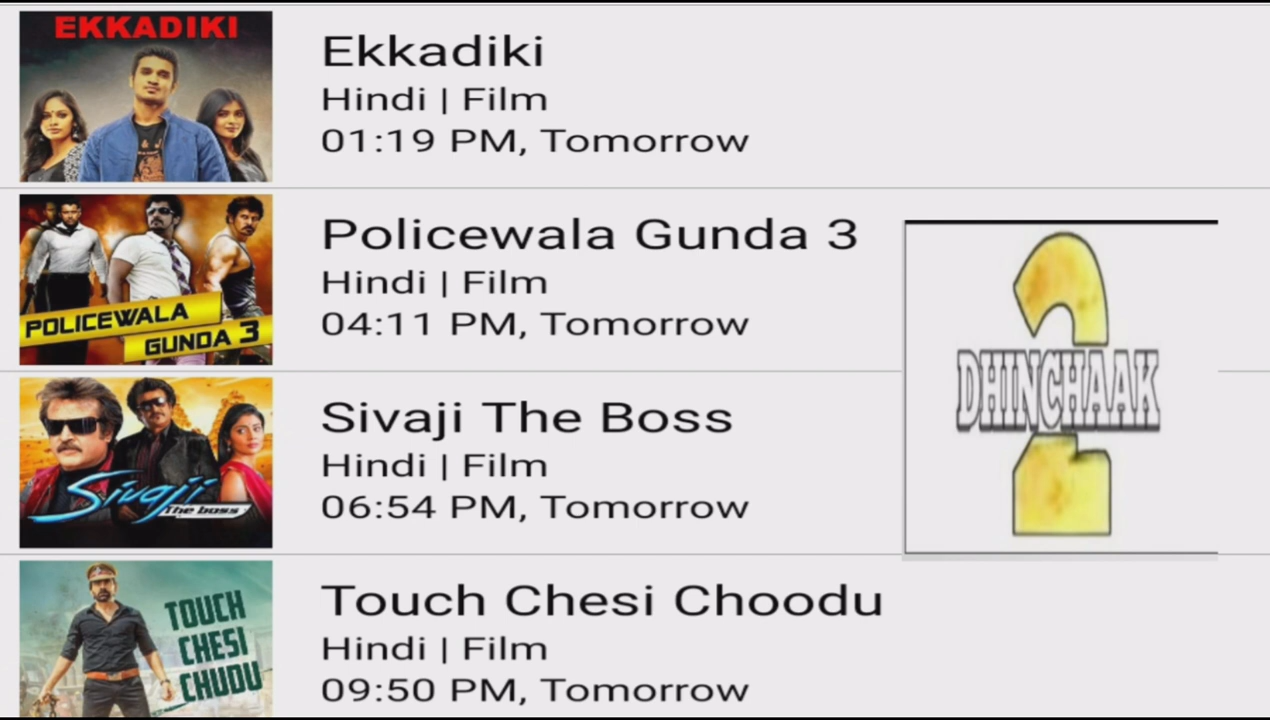 EKKADIKI
Ekkadiki
Hindi | Film
01:19 PM, Tomorrow
POLICEWALA
GUNDA 3
Policewala Gunda 3
Hindi | Film
04:11 PM, Tomorrow
DHINCHAAK
2
Sivaji
The boss
Sivaji The Boss
Hindi | Film
06:54 PM, Tomorrow
TOUCH
CHESI
CHUDU
Touch Chesi Choodu
Hindi | Film
09:50 PM, Tomorrow